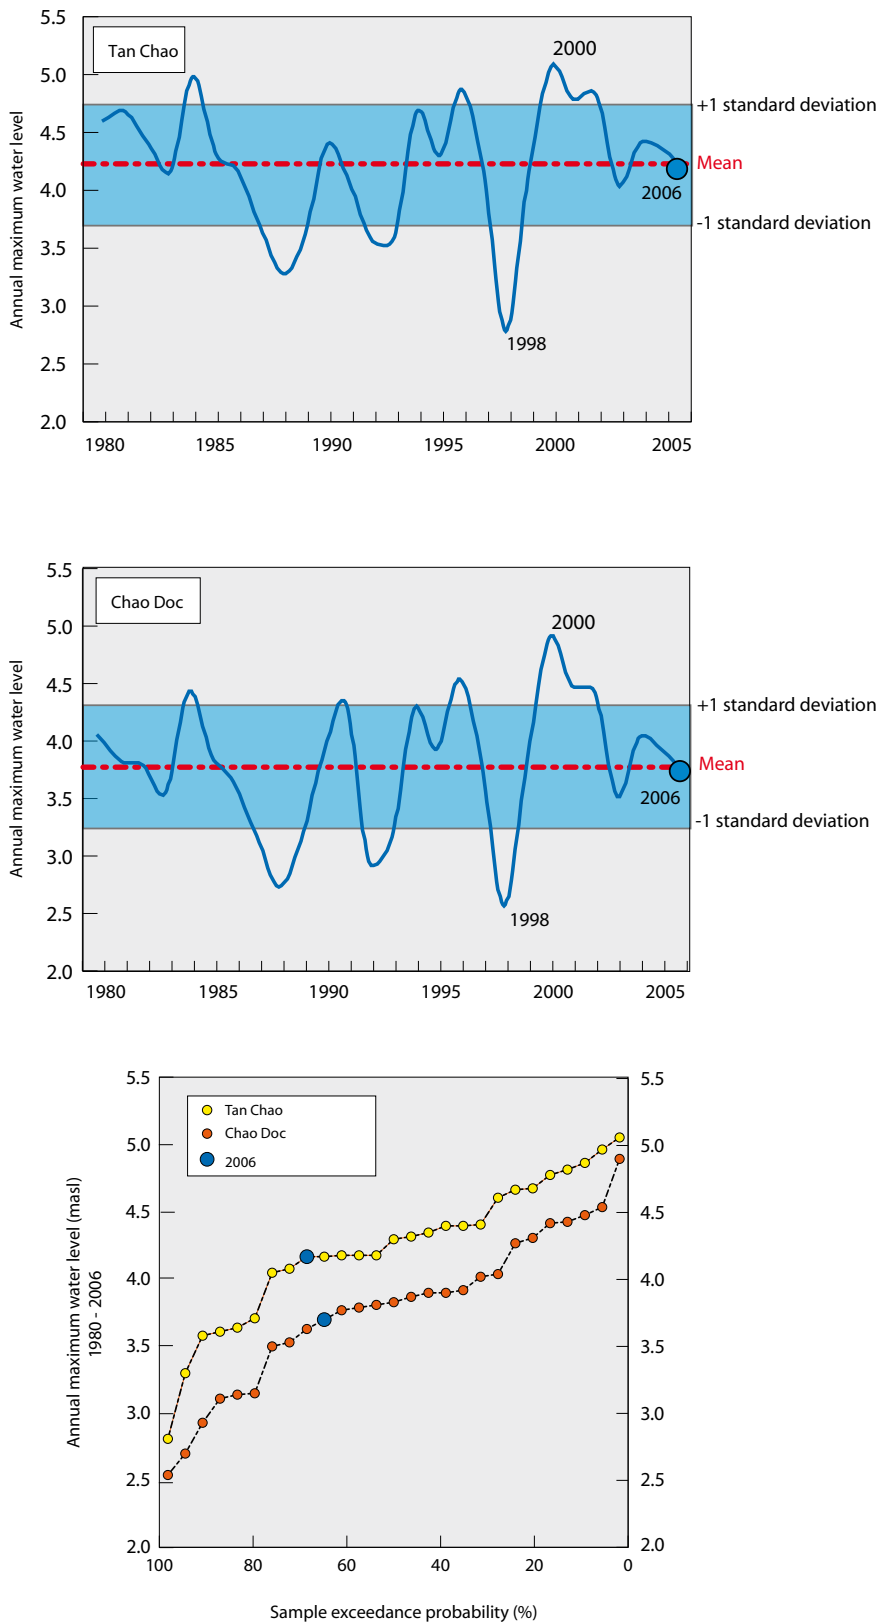 5.5
Tan Chao
2000
5.0
+1 standard deviation
4.5
Mean
4.0
2006
-1 standard deviation
3.5
3.0
1998
2.5
2.0
Annual maximum water level
1980 1985 1990 1995 2000 2005
5.5
Chao Doc
2000
5.0
4.5
+1 standard deviation
4.0
Mean
2006
3.5
-1 standard deviation
3.0
1998
2.5
2.0
Annual maximum water level
1980 1985 1990 1995 2000 2005
5.5 5.5
Tan Chao
Chao Doc
2006
5.0 5.0
4.5 4.5
4.0 4.0
3.5 3.5
3.0 3.0
2.5 2.5
2.0 2.0
Annual maximum water level (masl)
1980 - 2006
100 80 60 40 20 0
Sample exceedance probability (%)